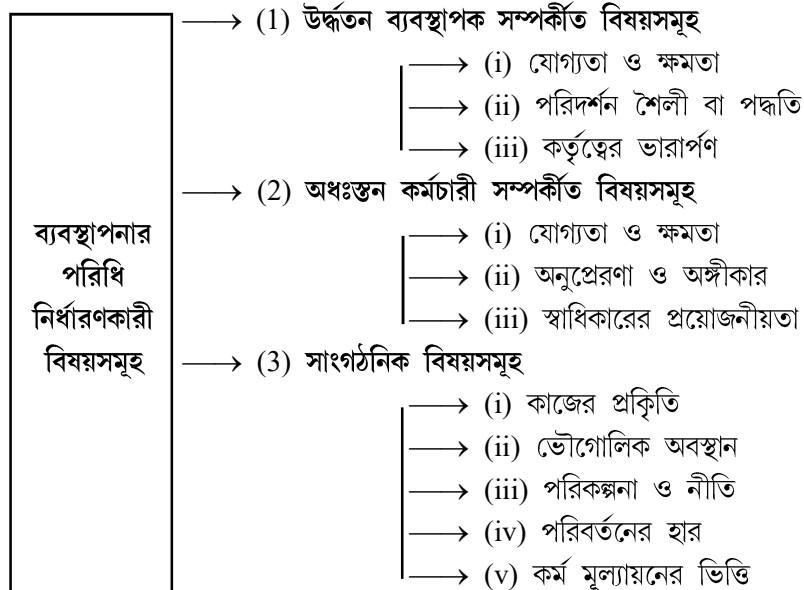 (1) উর্দ্ধতন ব্যবস্থাপক সম্পর্কীত বিষয়সমূহ
(i) যোগ্যতা ও ক্ষমতা
(ii) পরিদর্শন শৈলী বা পদ্ধতি
(iii) কর্তৃত্বের ভারার্পণ
(2) অধঃস্তন কর্মচারী সম্পর্কীত বিষয়সমূহ
(i) যোগ্যতা ও ক্ষমতা
(ii) অনুপ্রেরণা ও অঙ্গীকার
(iii) স্বাধিকারের প্রয়োজনীয়তা
ব্যবস্থাপনার
পরিধি
নির্ধারণকারী
বিষয়সমূহ
(3) সাংগঠনিক বিষয়সমূহ
(i) কাজের প্রকৃিতি
(ii) ভৌগোলিক অবস্থান
(iii) পরিকল্পনা ও নীতি
(iv) পরিবর্তনের হার
(v) কর্ম মূল্যায়নের ভিত্তি